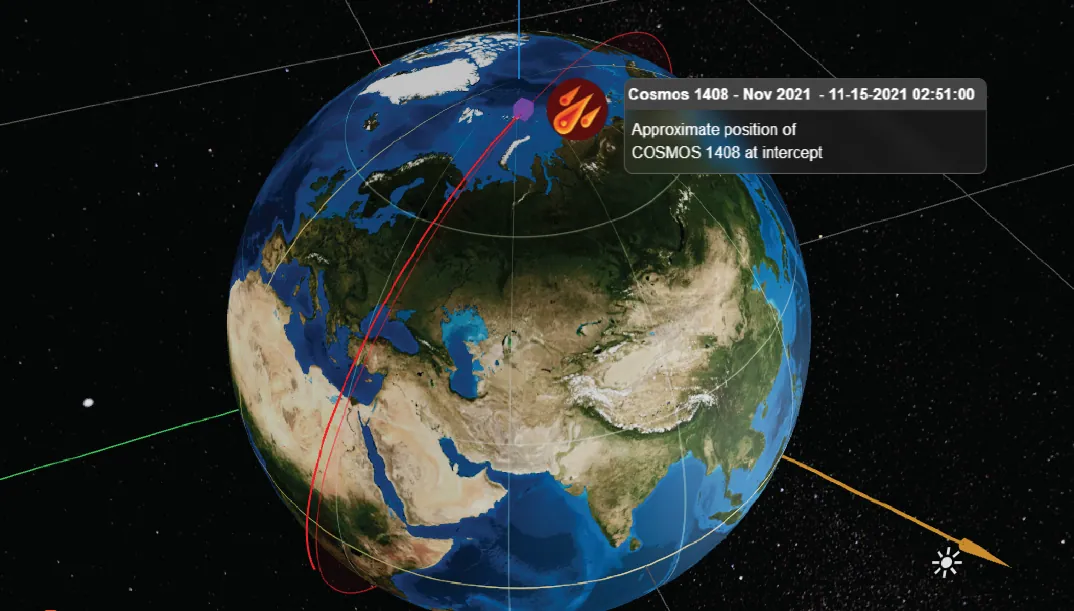 Cosmos 1408 - Nov 2021 - 11-15-2021 02:51:00
Approximate position of
COSMOS 1408 at intercept